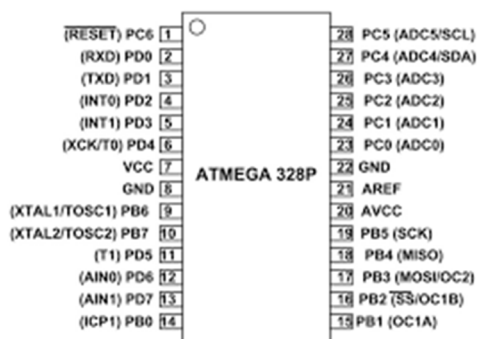 (RESET) PC6 1
(RXD) PD0 2
(TXD) PD1 3
(INT0) PD2 4
(INT1) PD3 5
(XCK/T0) PD4 6
VCC 7
GND 8
(XTAL1/TOSC1) PB6 9
(XTAL2/TOSC2) PB7 10
(T1) PD5 11
(AIN0) PD6 12
(AIN1) PD7 13
(ICP1) PB0 14
ATMEGA 328P
28 PC5 (ADC5/SCL)
27 PC4 (ADC4/SDA)
26 PC3 (ADC3)
25 PC2 (ADC2)
24 PC1 (ADC1)
23 PC0 (ADC0)
22 GND
21 AREF
20 AVCC
19 PB5 (SCK)
18 PB4 (MISO)
17 PB3 (MOSI/OC2)
16 PB2 (SS/OC1B)
15 PB1 (OC1A)